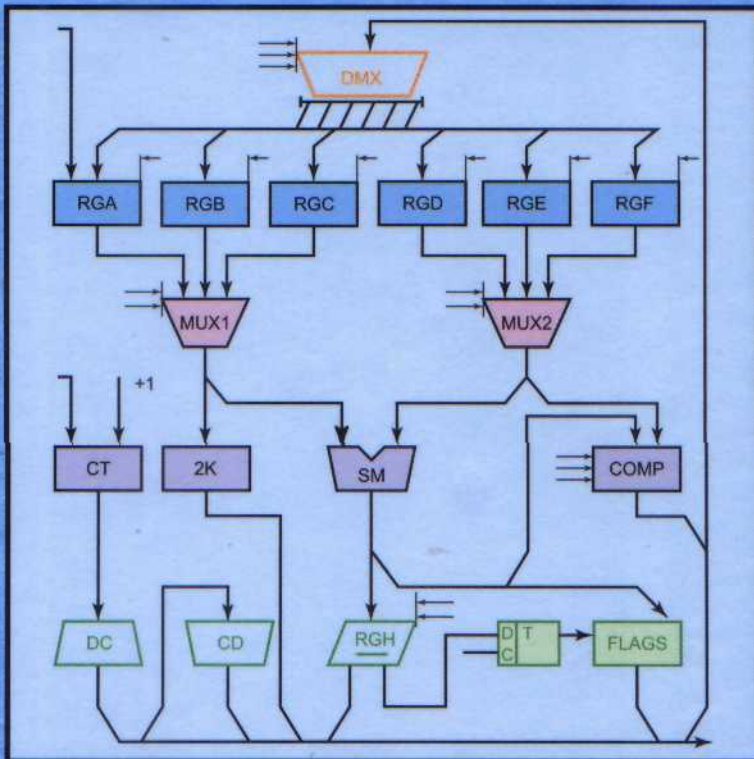 DMX
RGA RGB RGC RGD RGE RGF
MUX1 MUX2
+1
CT 2K SM COMP
DC CD RGH D T FLAGS
C